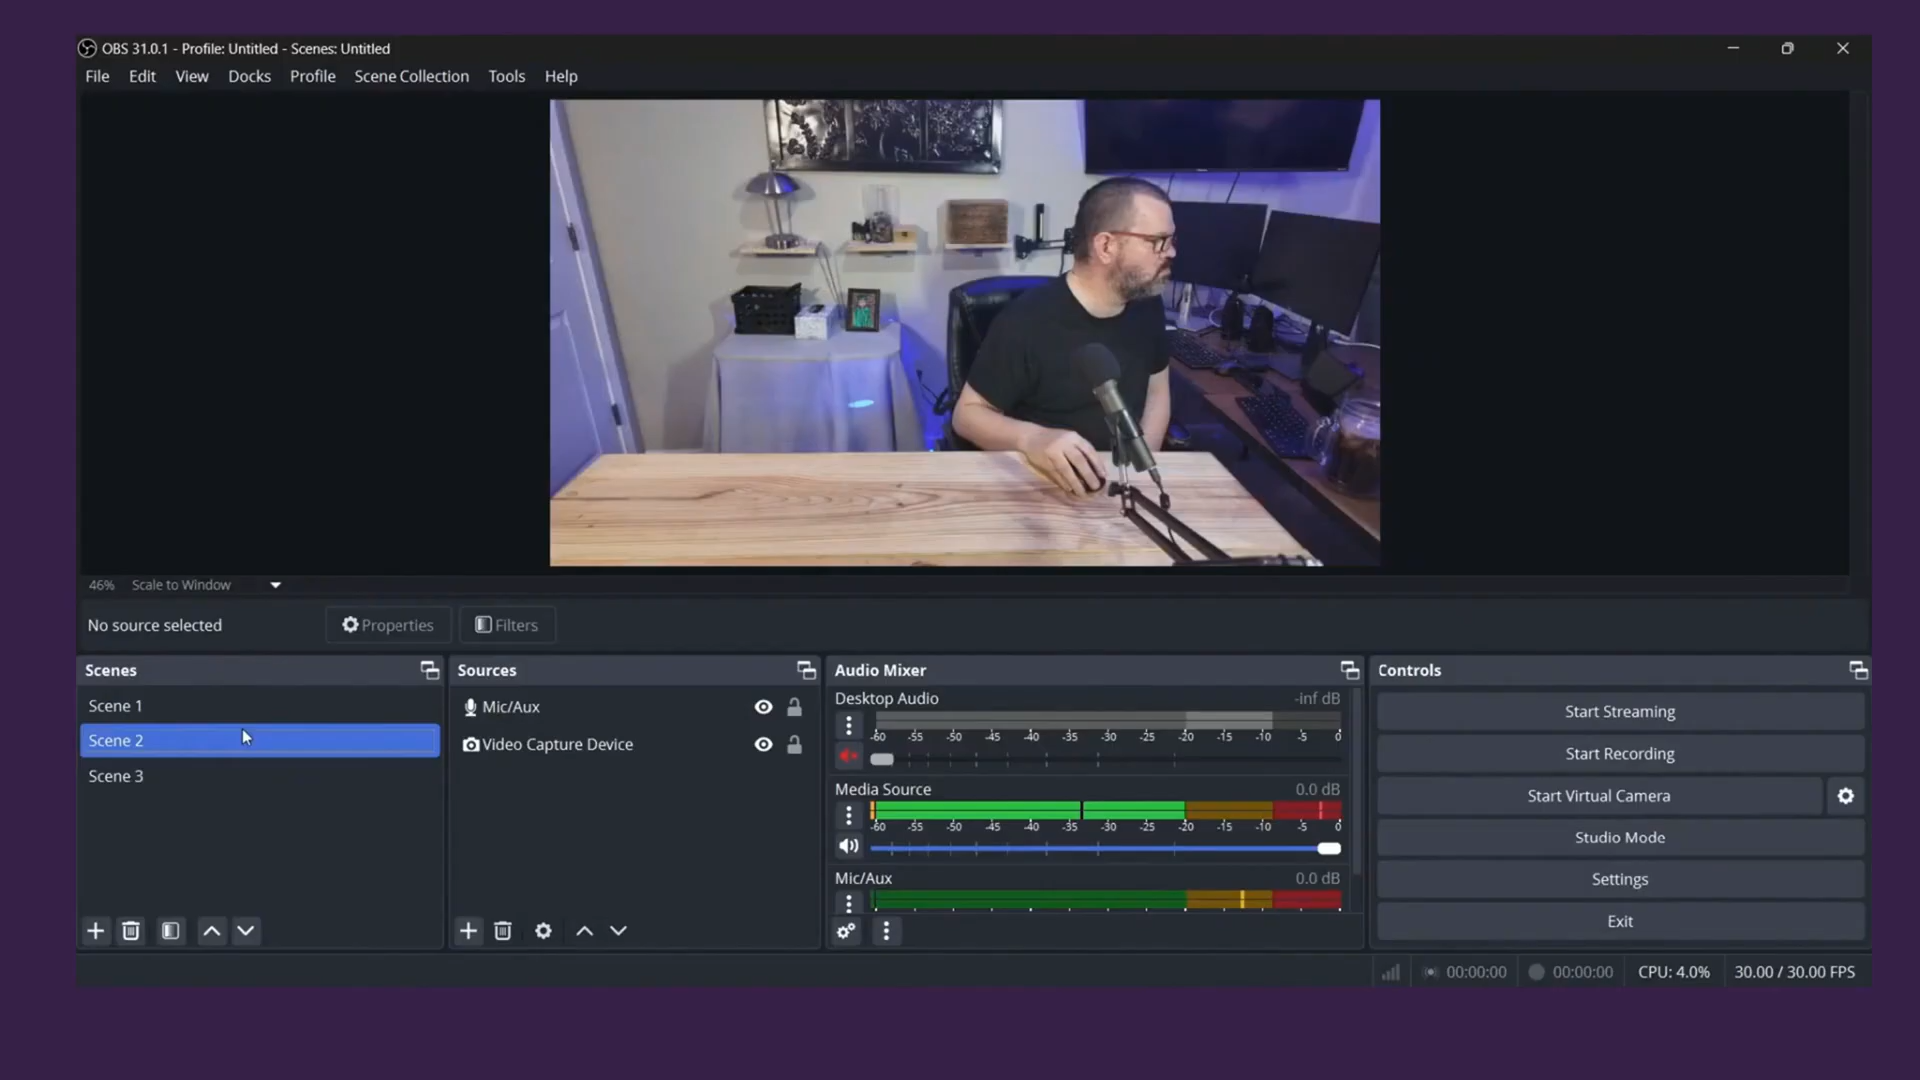 OBS 31.0.1 - Profile: Untitled - Scenes: Untitled
File Edit View Docks Profile Scene Collection Tools Help
46% Scale to Window
No source selected Properties Filters
Scenes
Scene 1
Scene 2
Scene 3
Sources
Mic/Aux
Video Capture Device
Audio Mixer
Desktop Audio -inf dB
-60 -55 -50 -45 -40 -35 -30 -25 -20 -15 -10 -5 0
Media Source 0.0 dB
-60 -55 -50 -45 -40 -35 -30 -25 -20 -15 -10 -5 0
Mic/Aux 0.0 dB
Controls
Start Streaming
Start Recording
Start Virtual Camera
Studio Mode
Settings
Exit
00:00:00 00:00:00 CPU: 4.0% 30.00 / 30.00 FPS